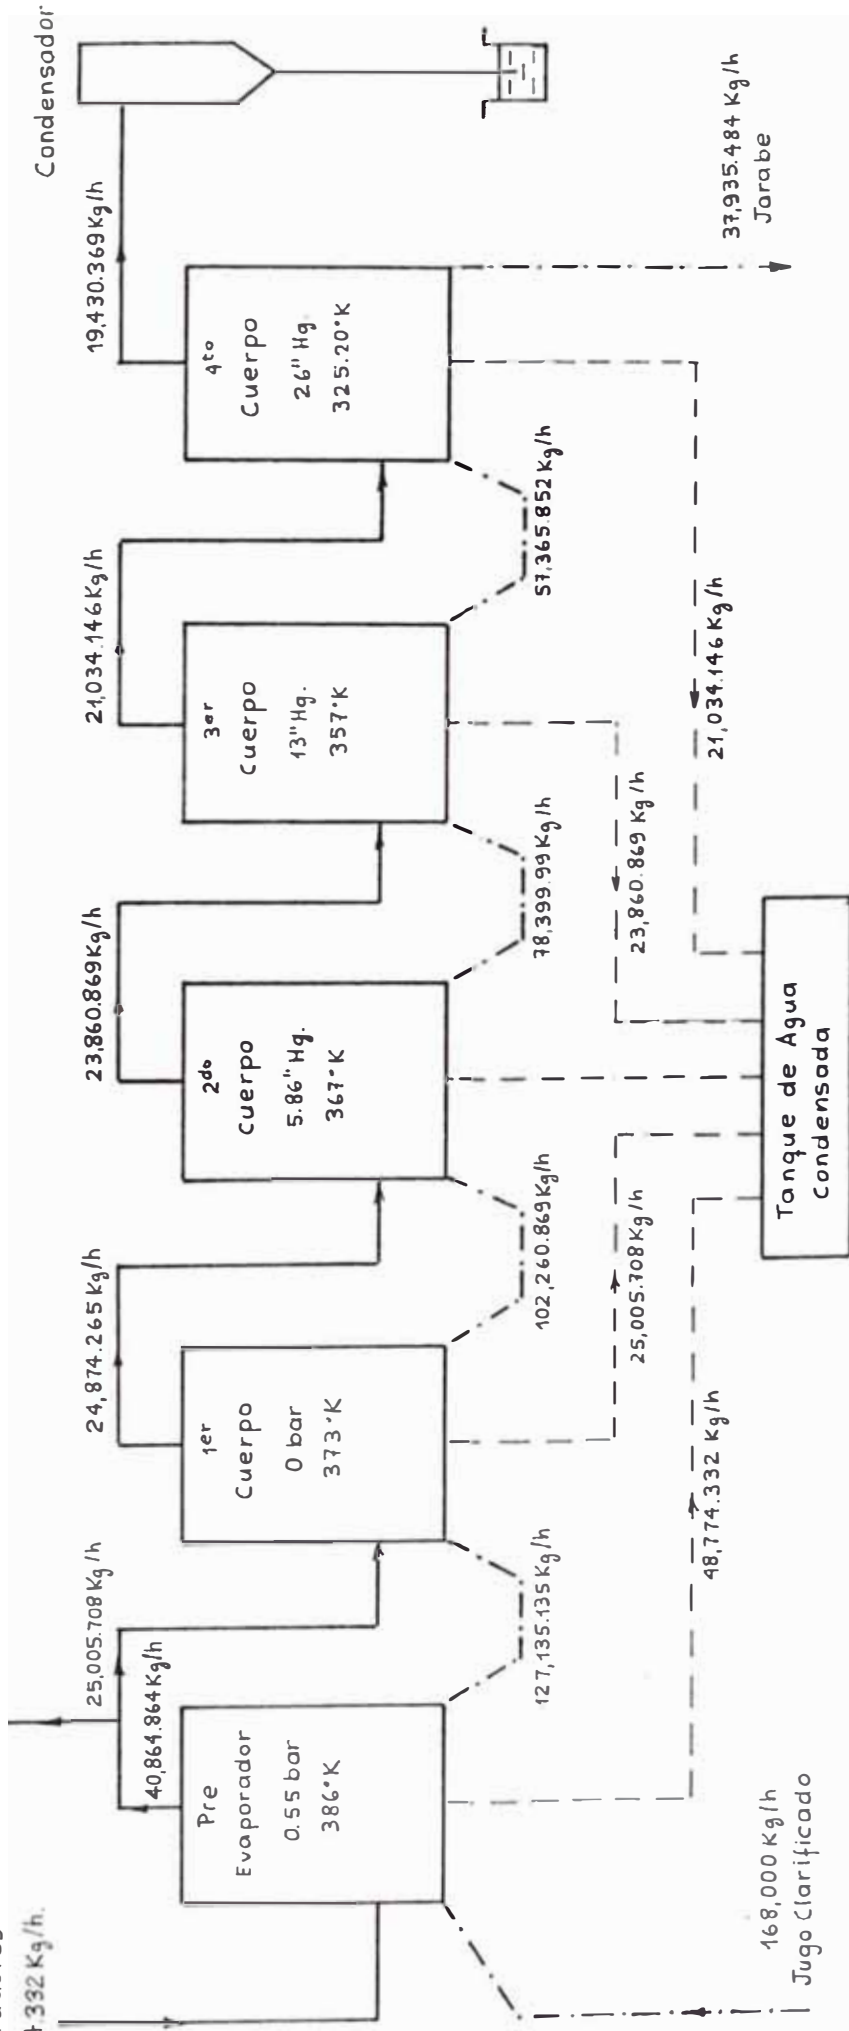 4.332 Kg/h.
40,864.864 Kg/h
25,005.708 Kg/h
24,874.265 Kg/h
23,860.869 Kg/h
21,034.146 Kg/h
19,430.369 Kg/h
Condensador
Pre
Evaporador
0.55 bar
386°K
1er
Cuerpo
0 bar
373°K
2do
Cuerpo
5.86" Hg.
367°K
3er
Cuerpo
13" Hg.
357°K
4to
Cuerpo
26" Hg.
325.20°K
127,135.135 Kg/h
102,260.869 Kg/h
78,399.99 Kg/h
57,365.852 Kg/h
168,000 Kg/h
Jugo Clarificado
48,774.332 Kg/h
25,005.708 Kg/h
23,860.869 Kg/h
21,034.146 Kg/h
37,935.484 Kg/h
Jarabe
Tanque de Agua
Condensada